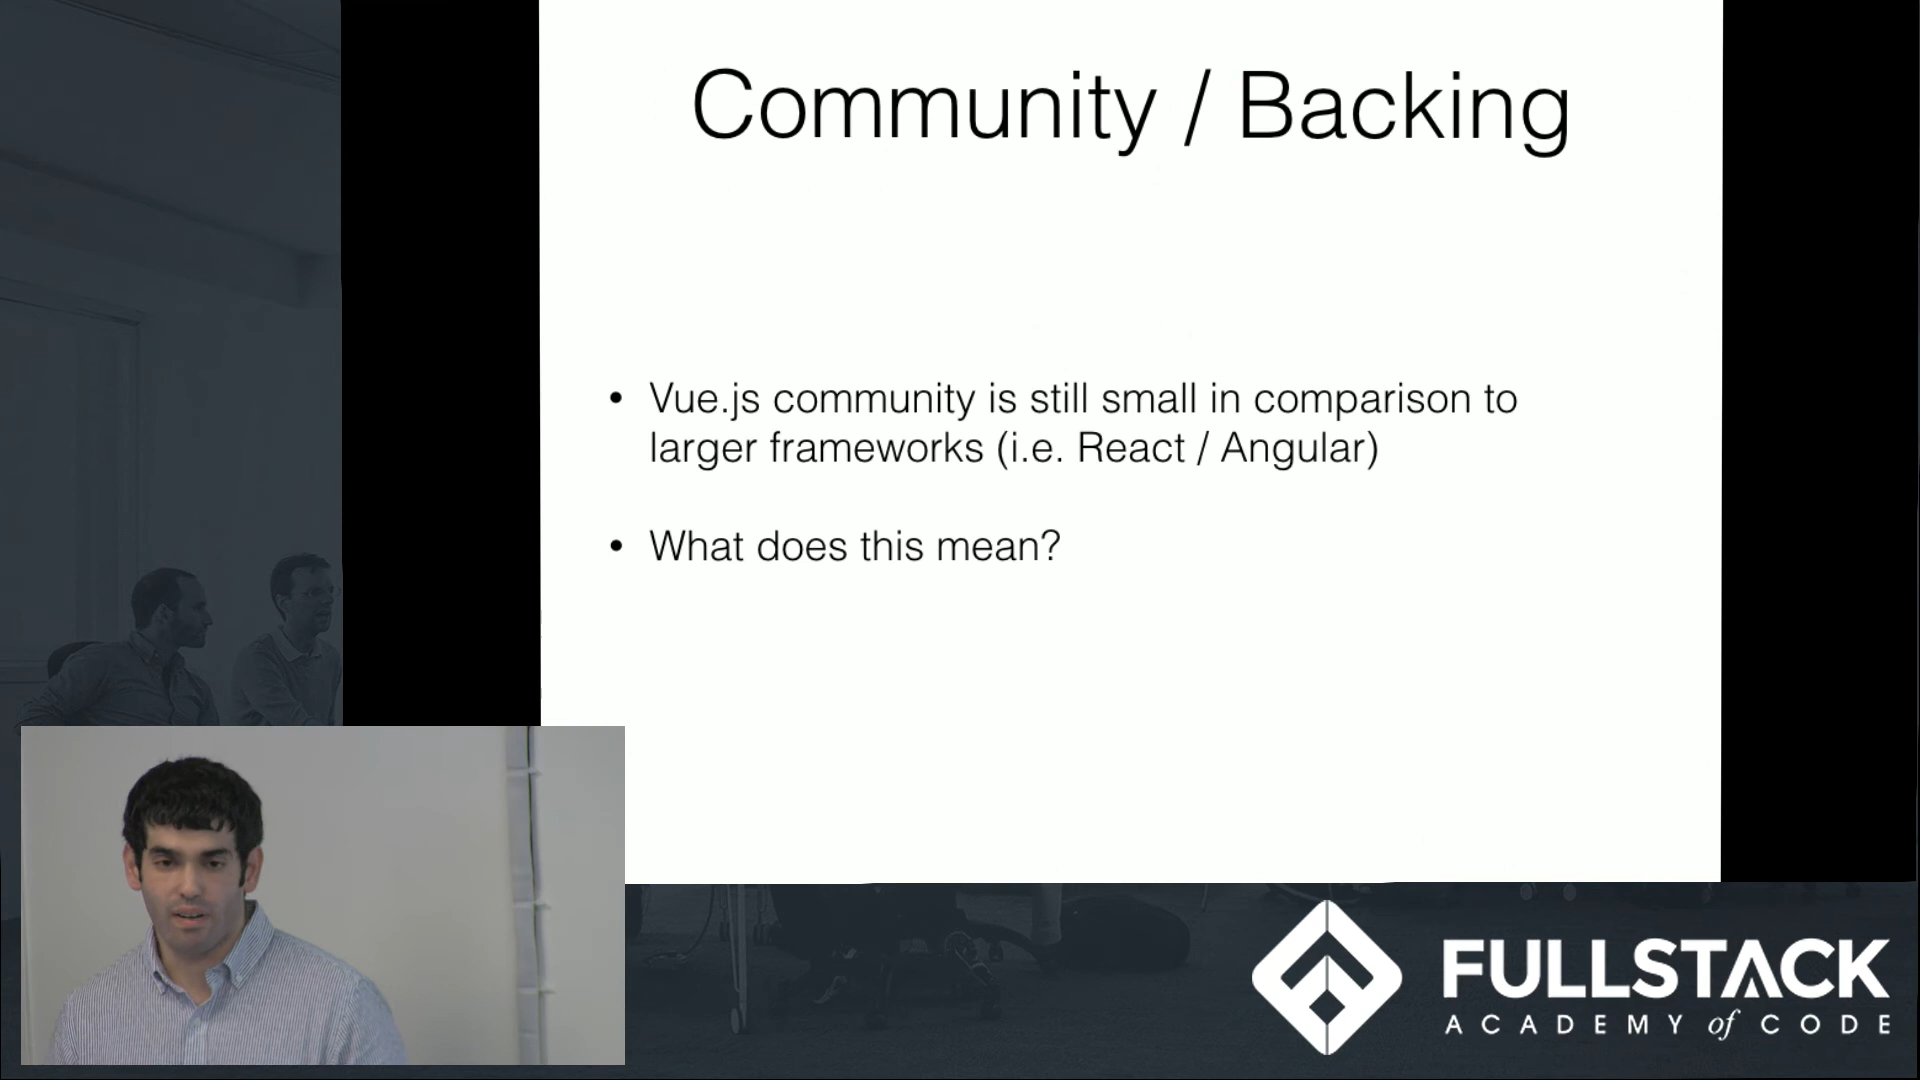 Community / Backing
• Vue.js community is still small in comparison to
larger frameworks (i.e. React / Angular)
• What does this mean?
FULLSTACK
ACADEMY of CODE